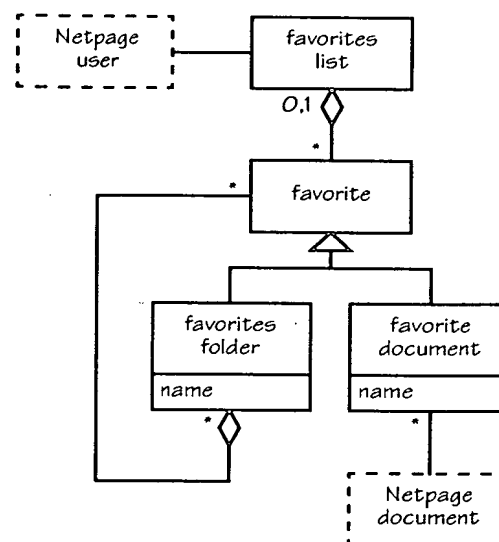 Netpage
user
favorites
list
0,1
*
*
favorite
favorites
folder
name
favorite
document
name
*
*
Netpage
document